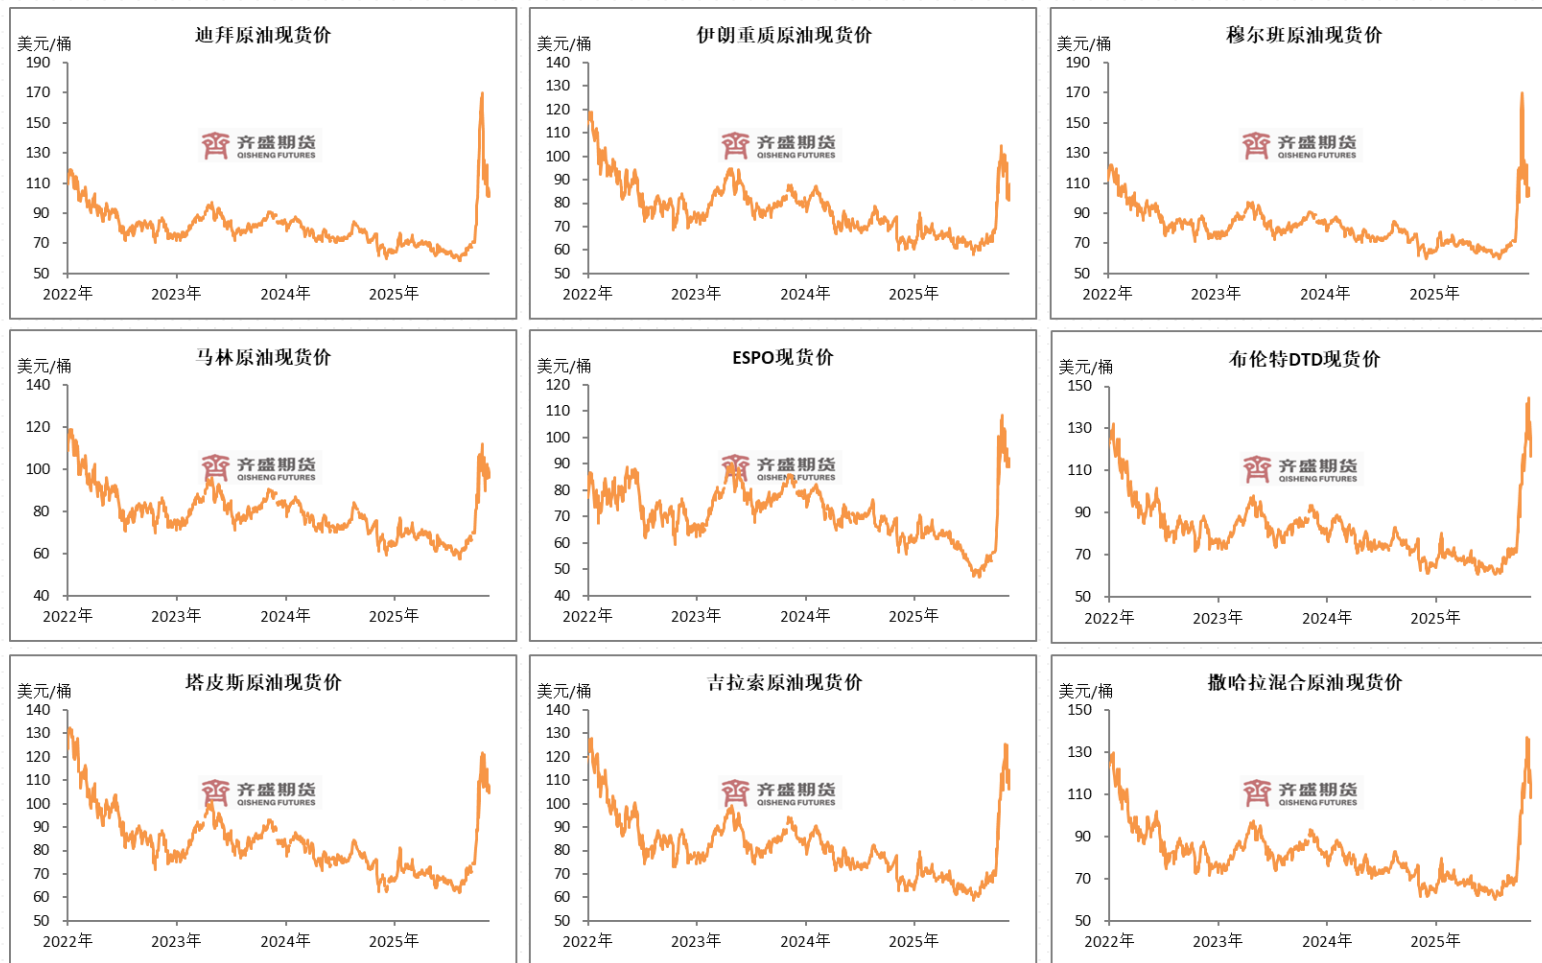 迪拜原油现货价
美元/桶
190
170
150
130
110
90
70
50
2022年 2023年 2024年 2025年
齐盛期货
QISHENG FUTURES
伊朗重质原油现货价
美元/桶
140
130
120
110
100
90
80
70
60
50
2022年 2023年 2024年 2025年
齐盛期货
QISHENG FUTURES
穆尔班原油现货价
美元/桶
190
170
150
130
110
90
70
50
2022年 2023年 2024年 2025年
齐盛期货
QISHENG FUTURES
马林原油现货价
美元/桶
140
120
100
80
60
40
2022年 2023年 2024年 2025年
齐盛期货
QISHENG FUTURES
ESPO现货价
美元/桶
120
110
100
90
80
70
60
50
40
2022年 2023年 2024年 2025年
齐盛期货
QISHENG FUTURES
布伦特DTD现货价
美元/桶
150
130
110
90
70
50
2022年 2023年 2024年 2025年
齐盛期货
QISHENG FUTURES
塔皮斯原油现货价
美元/桶
140
130
120
110
100
90
80
70
60
50
2022年 2023年 2024年 2025年
齐盛期货
QISHENG FUTURES
吉拉索原油现货价
美元/桶
140
130
120
110
100
90
80
70
60
50
2022年 2023年 2024年 2025年
齐盛期货
QISHENG FUTURES
撒哈拉混合原油现货价
美元/桶
150
130
110
90
70
50
2022年 2023年 2024年 2025年
齐盛期货
QISHENG FUTURES